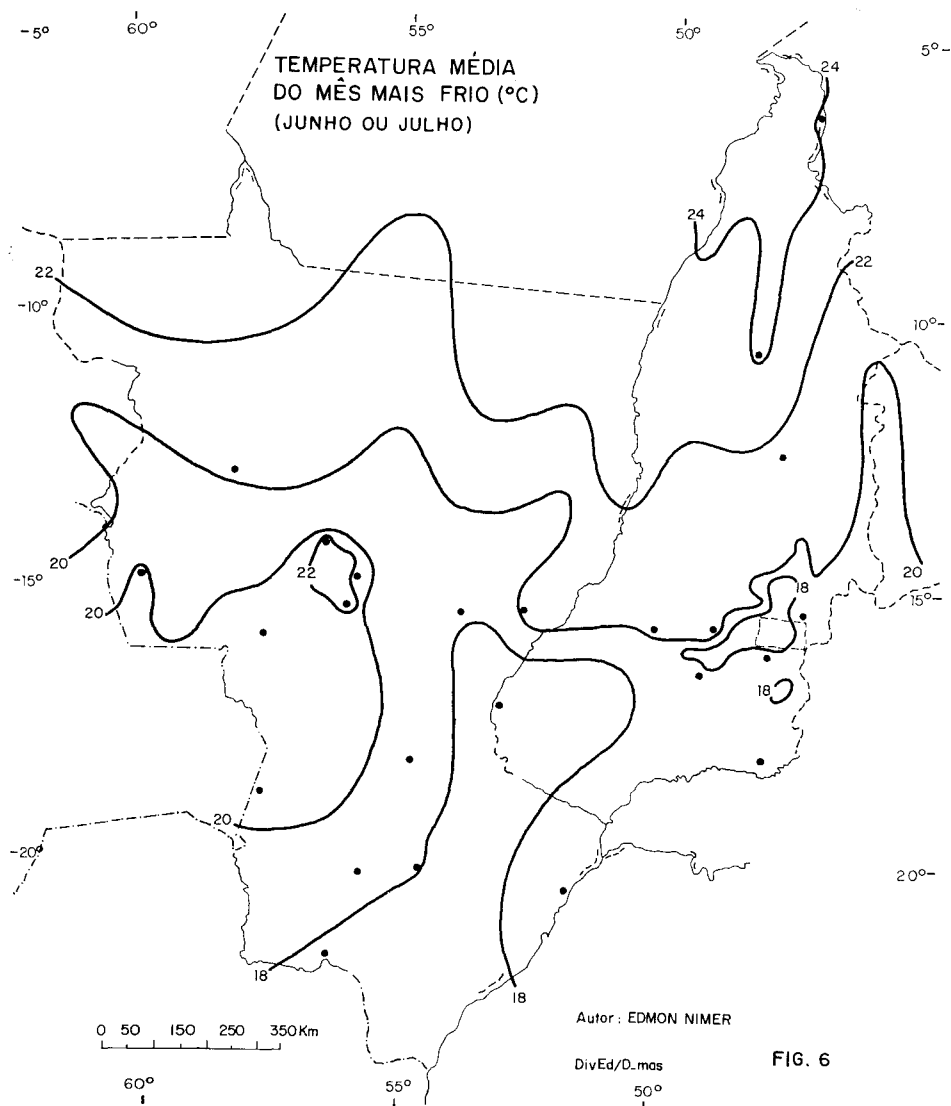 60° 55° 50°
-5° 5°-
TEMPERATURA MÉDIA
DO MÊS MAIS FRIO (°C)
(JUNHO OU JULHO)
24
24
22
22
-10° 10°-
22
-15° 15°-
20
20
20
18
18
20
-20° 20°-
18
18
0 50 150 250 350 Km
Autor: EDMON NIMER
DivEd/D_mas
FIG. 6
60° 55° 50°